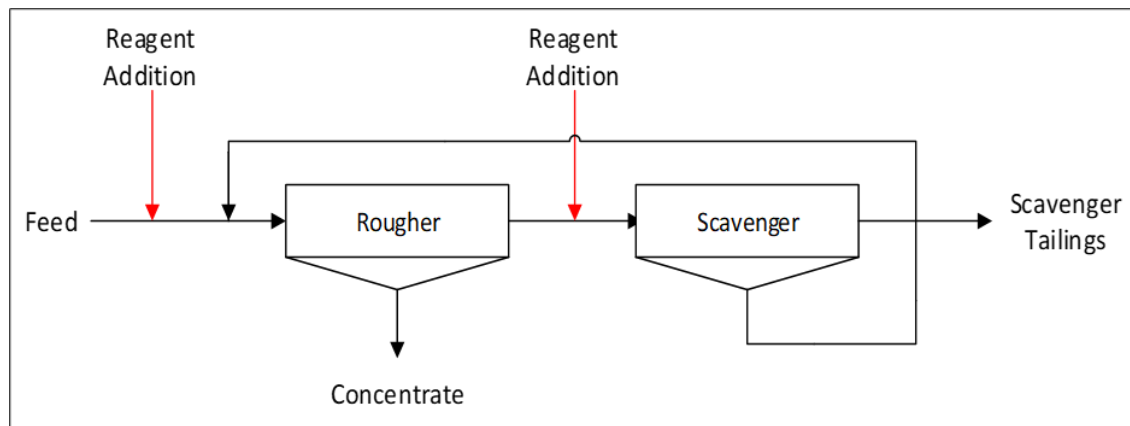 Reagent
Addition
Reagent
Addition
Feed
Rougher
Scavenger
Scavenger
Tailings
Concentrate